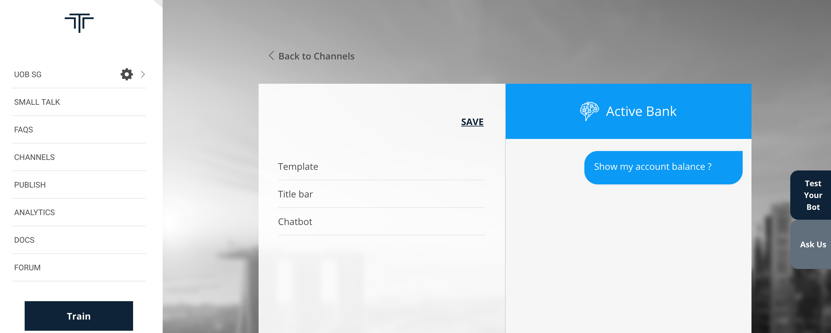 UOB SG
SMALL TALK
FAQS
CHANNELS
PUBLISH
ANALYTICS
DOCS
FORUM
Train
Back to Channels
SAVE
Template
Title bar
Chatbot
Active Bank
Show my account balance ?
Test
Your
Bot
Ask Us